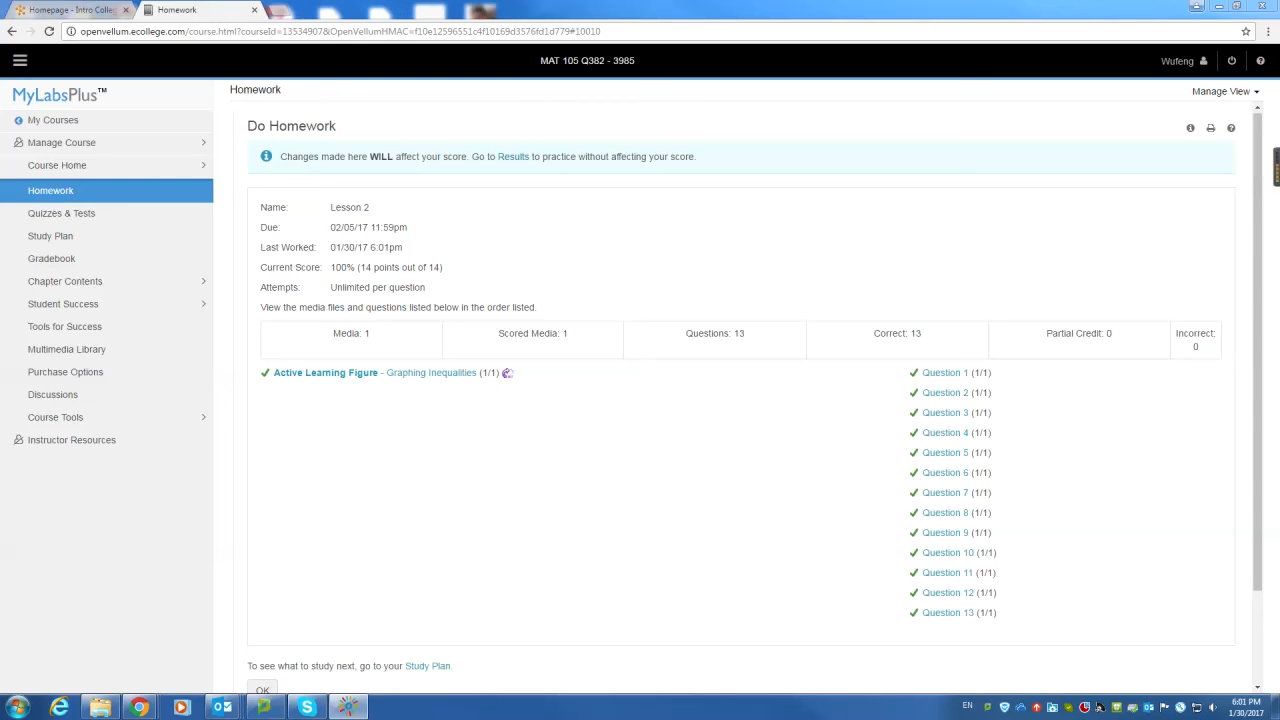 Homepage - Intro Colleg
Homework
openvellum.ecollege.com/course.html?courseId=13534907&OpenVellumHMAC=f10e12596551c4f10169d3576fd1d779#10010
MAT 105 Q382 - 3985
Wufeng
MyLabsPlus™
Homework
Manage View
My Courses
Manage Course
Course Home
Homework
Quizzes & Tests
Study Plan
Gradebook
Chapter Contents
Student Success
Tools for Success
Multimedia Library
Purchase Options
Discussions
Course Tools
Instructor Resources
Do Homework
Changes made here WILL affect your score. Go to Results to practice without affecting your score.
Name: Lesson 2
Due: 02/05/17 11:59pm
Last Worked: 01/30/17 6:01pm
Current Score: 100% (14 points out of 14)
Attempts: Unlimited per question
View the media files and questions listed below in the order listed.
Media: 1 Scored Media: 1 Questions: 13 Correct: 13 Partial Credit: 0 Incorrect:
0
Active Learning Figure - Graphing Inequalities (1/1)
Question 1 (1/1)
Question 2 (1/1)
Question 3 (1/1)
Question 4 (1/1)
Question 5 (1/1)
Question 6 (1/1)
Question 7 (1/1)
Question 8 (1/1)
Question 9 (1/1)
Question 10 (1/1)
Question 11 (1/1)
Question 12 (1/1)
Question 13 (1/1)
To see what to study next, go to your Study Plan.
OK
EN
6:01 PM
1/30/2017